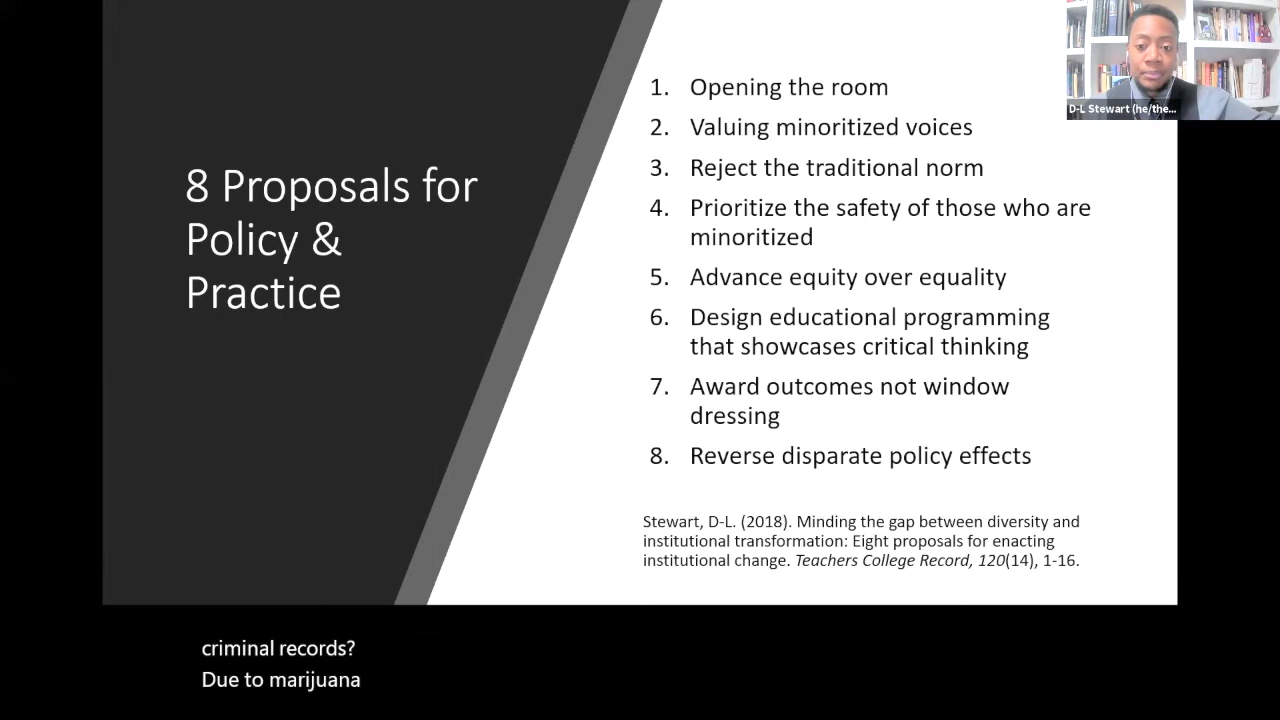 8 Proposals for
Policy &
Practice
1. Opening the room
2. Valuing minoritized voices
3. Reject the traditional norm
4. Prioritize the safety of those who are
minoritized
5. Advance equity over equality
6. Design educational programming
that showcases critical thinking
7. Award outcomes not window
dressing
8. Reverse disparate policy effects
Stewart, D-L. (2018). Minding the gap between diversity and
institutional transformation: Eight proposals for enacting
institutional change. Teachers College Record, 120(14), 1-16.
D-L Stewart (he/the...
criminal records?
Due to marijuana